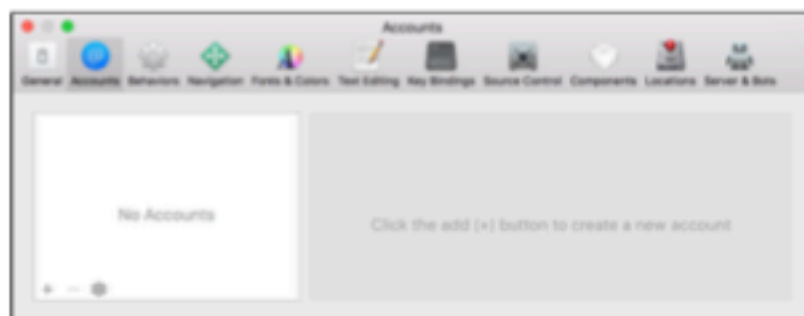 Accounts
General Accounts Behaviors Navigation Fonts & Colors Text Editing Key Bindings Source Control Components Locations Server & Bots
No Accounts
Click the add (+) button to create a new account